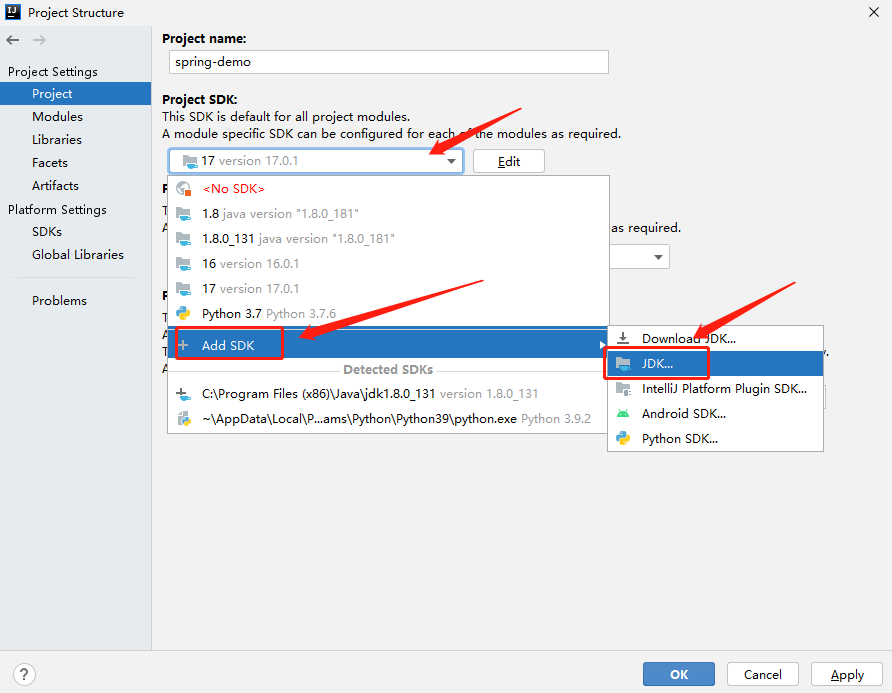 IJ
Project Structure
Project Settings
Project
Modules
Libraries
Facets
Artifacts
Platform Settings
SDKs
Global Libraries
Problems
Project name:
spring-demo
Project SDK:
This SDK is default for all project modules.
A module specific SDK can be configured for each of the modules as required.
17 version 17.0.1
Edit
<No SDK>
1.8 java version "1.8.0_181"
1.8.0_131 java version "1.8.0_181"
as required.
16 version 16.0.1
17 version 17.0.1
Python 3.7 Python 3.7.6
Add SDK
Detected SDKs
C:\Program Files (x86)\Java\jdk1.8.0_131 version 1.8.0_131
~\AppData\Local\P...ams\Python\Python39\python.exe Python 3.9.2
Download JDK...
JDK...
IntelliJ Platform Plugin SDK...
Android SDK...
Python SDK...
?
OK
Cancel
Apply